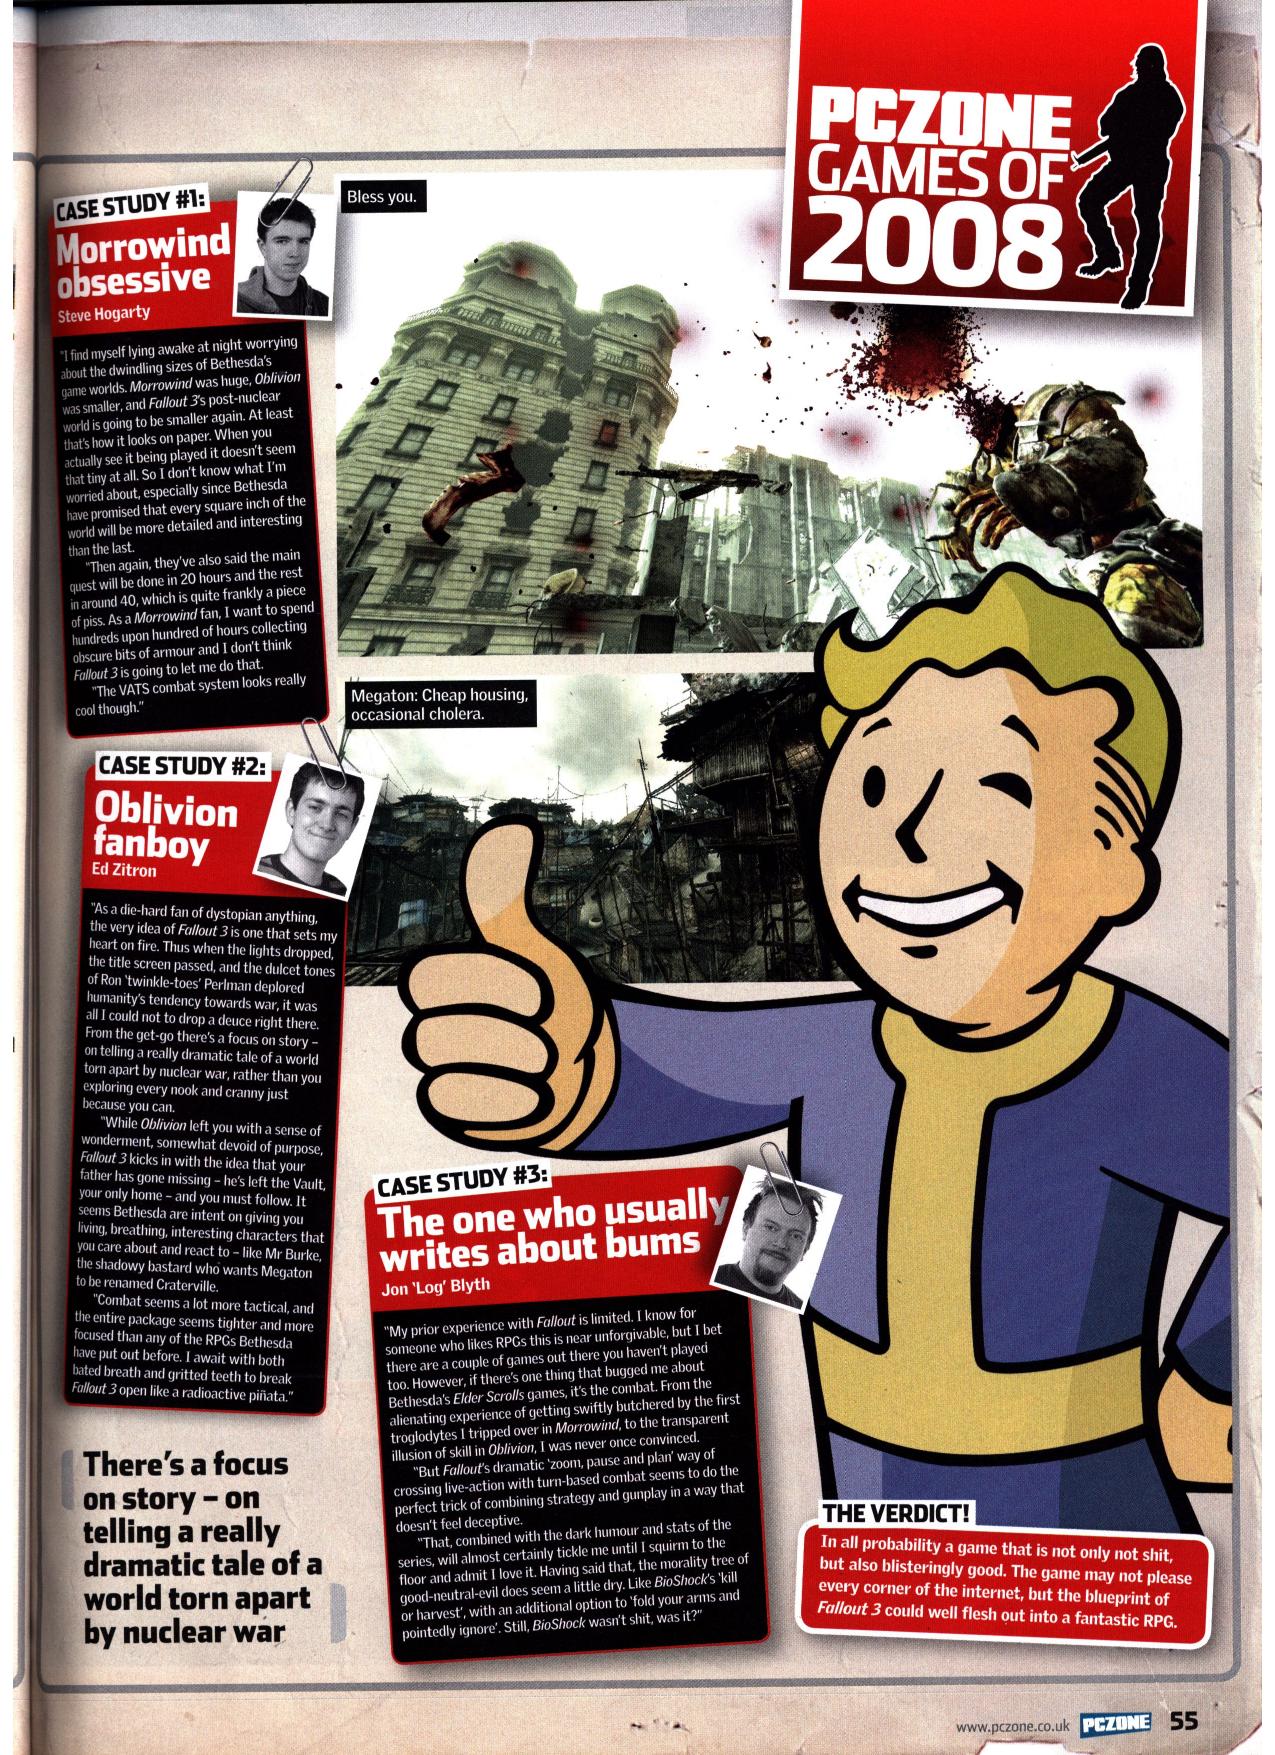 PCZONE
GAMES OF
2008
CASE STUDY #1:
Morrowind
obsessive
Steve Hogarty
"I find myself lying awake at night worrying
about the dwindling sizes of Bethesda's
game worlds. Morrowind was huge, Oblivion
was smaller, and Fallout 3's post-nuclear
world is going to be smaller again. At least
that's how it looks on paper. When you
actually see it being played it doesn't seem
that tiny at all. So I don't know what I'm
worried about, especially since Bethesda
have promised that every square inch of the
world will be more detailed and interesting
than the last.
"Then again, they've also said the main
quest will be done in 20 hours and the rest
in around 40, which is quite frankly a piece
of piss. As a Morrowind fan, I want to spend
hundreds upon hundred of hours collecting
obscure bits of armour and I don't think
Fallout 3 is going to let me do that.
"The VATS combat system looks really
cool though."
Bless you.
Megaton: Cheap housing,
occasional cholera.
CASE STUDY #2:
Oblivion
fanboy
Ed Zitron
"As a die-hard fan of dystopian anything,
the very idea of Fallout 3 is one that sets my
heart on fire. Thus when the lights dropped,
the title screen passed, and the dulcet tones
of Ron 'twinkle-toes' Perlman deplored
humanity's tendency towards war, it was
all I could not to drop a deuce right there.
From the get-go there's a focus on story –
on telling a really dramatic tale of a world
torn apart by nuclear war, rather than you
exploring every nook and cranny just
because you can.
"While Oblivion left you with a sense of
wonderment, somewhat devoid of purpose,
Fallout 3 kicks in with the idea that your
father has gone missing – he's left the Vault,
your only home – and you must follow. It
seems Bethesda are intent on giving you
living, breathing, interesting characters that
you care about and react to – like Mr Burke,
the shadowy bastard who wants Megaton
to be renamed Craterville.
"Combat seems a lot more tactical, and
the entire package seems tighter and more
focused than any of the RPGs Bethesda
have put out before. I await with both
bated breath and gritted teeth to break
Fallout 3 open like a radioactive piñata."
There's a focus
on story – on
telling a really
dramatic tale of a
world torn apart
by nuclear war
CASE STUDY #3:
The one who usually
writes about bums
Jon 'Log' Blyth
"My prior experience with Fallout is limited. I know for
someone who likes RPGs this is near unforgivable, but I bet
there are a couple of games out there you haven't played
too. However, if there's one thing that bugged me about
Bethesda's Elder Scrolls games, it's the combat. From the
alienating experience of getting swiftly butchered by the first
troglodytes I tripped over in Morrowind, to the transparent
illusion of skill in Oblivion, I was never once convinced.
"But Fallout's dramatic 'zoom, pause and plan' way of
crossing live-action with turn-based combat seems to do the
perfect trick of combining strategy and gunplay in a way that
doesn't feel deceptive.
"That, combined with the dark humour and stats of the
series, will almost certainly tickle me until I squirm to the
floor and admit I love it. Having said that, the morality tree of
good-neutral-evil does seem a little dry. Like BioShock's 'kill
or harvest', with an additional option to 'fold your arms and
pointedly ignore'. Still, BioShock wasn't shit, was it?"
THE VERDICT!
In all probability a game that is not only not shit,
but also blisteringly good. The game may not please
every corner of the internet, but the blueprint of
Fallout 3 could well flesh out into a fantastic RPG.
www.pczone.co.uk PCZONE 55